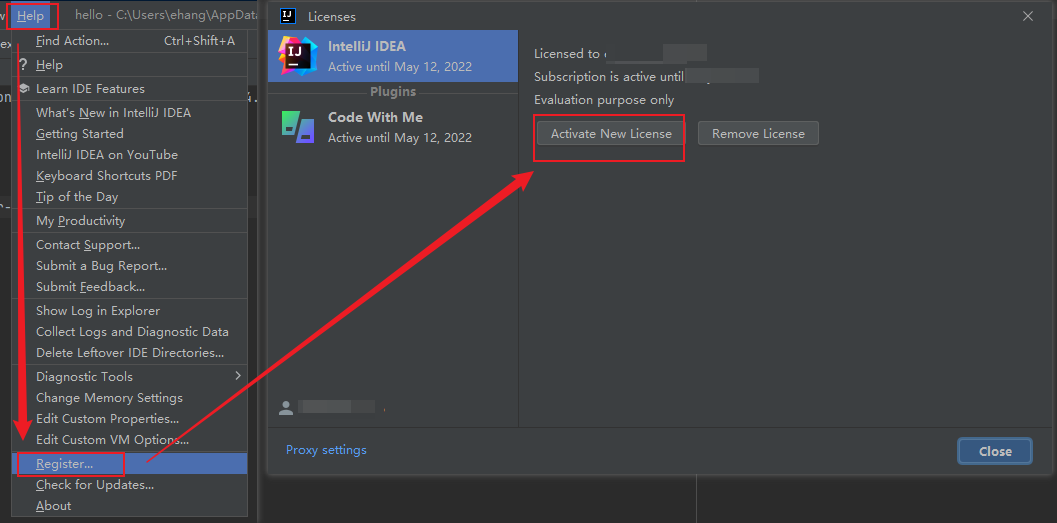 Help
hello - C:\Users\ehang\AppData
Find Action... Ctrl+Shift+A
Help
Learn IDE Features
What's New in IntelliJ IDEA
Getting Started
IntelliJ IDEA on YouTube
Keyboard Shortcuts PDF
Tip of the Day
My Productivity
Contact Support...
Submit a Bug Report...
Submit Feedback...
Show Log in Explorer
Collect Logs and Diagnostic Data
Delete Leftover IDE Directories...
Diagnostic Tools
Change Memory Settings
Edit Custom Properties...
Edit Custom VM Options...
Register...
Check for Updates...
About
Licenses
IntelliJ IDEA
Active until May 12, 2022
Plugins
Code With Me
Active until May 12, 2022
Licensed to
Subscription is active until
Evaluation purpose only
Activate New License
Remove License
Proxy settings
Close